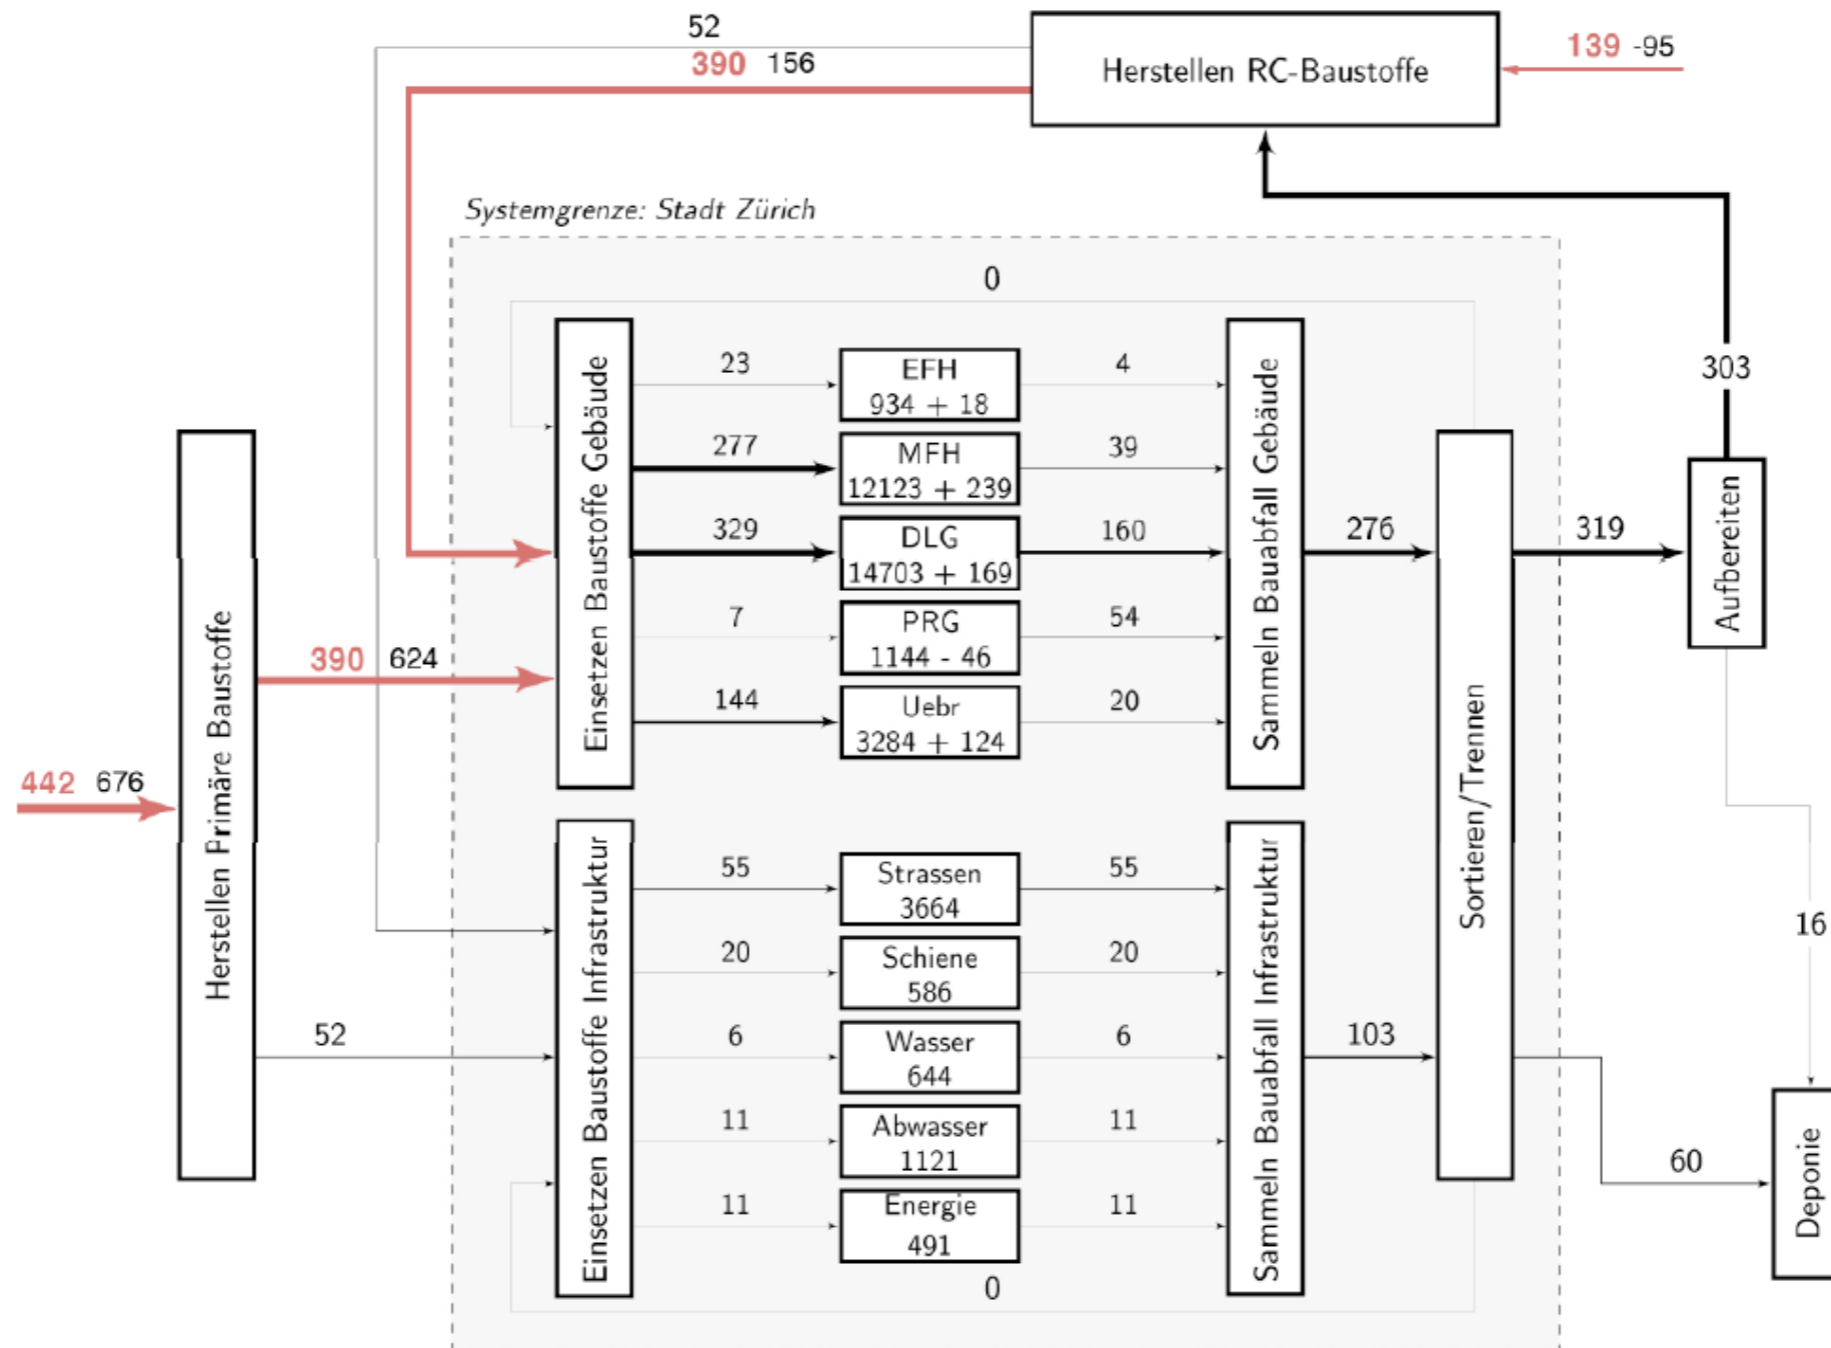 52
390 156
Herstellen RC-Baustoffe
139 -95
Systemgrenze: Stadt Zürich
0
303
Herstellen Primäre Baustoffe
442 676
390 624
52
Einsetzen Baustoffe Gebäude
23
EFH
934 + 18
4
277
MFH
12123 + 239
39
329
DLG
14703 + 169
160
7
PRG
1144 - 46
54
144
Uebr
3284 + 124
20
Sammeln Bauabfall Gebäude
276
Einsetzen Baustoffe Infrastruktur
55
Strassen
3664
55
20
Schiene
586
20
6
Wasser
644
6
11
Abwasser
1121
11
11
Energie
491
11
0
Sammeln Bauabfall Infrastruktur
103
Sortieren/Trennen
319
Aufbereiten
16
60
Deponie